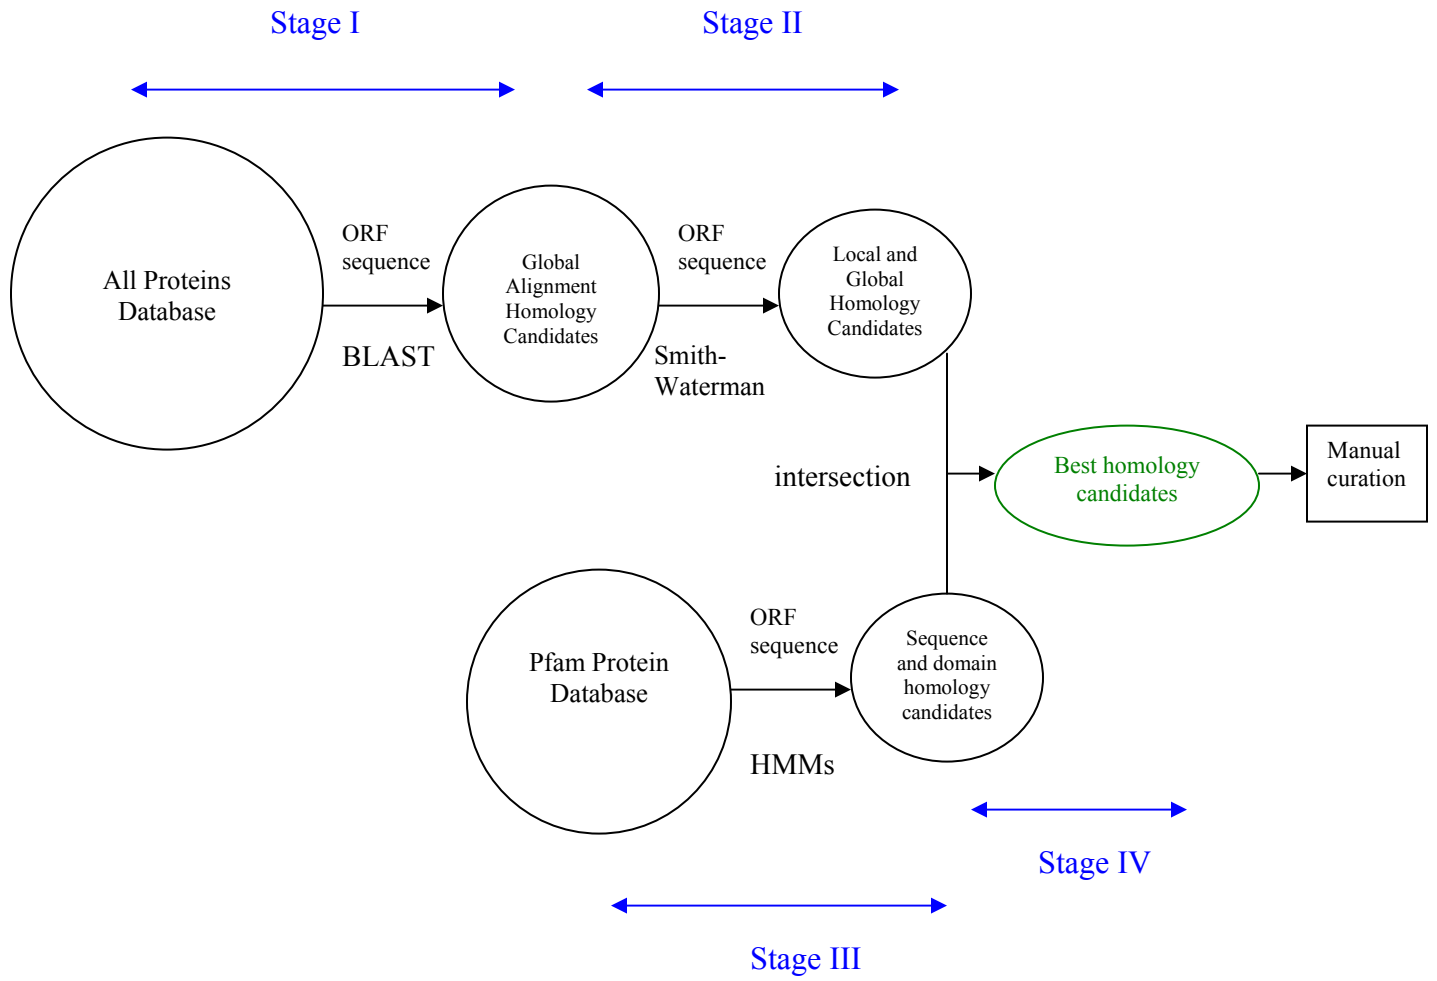 Stage I
Stage II
All Proteins
Database
ORF
sequence
BLAST
Global
Alignment
Homology
Candidates
ORF
sequence
Smith-
Waterman
Local and
Global
Homology
Candidates
intersection
Best homology
candidates
Manual
curation
Pfam Protein
Database
ORF
sequence
HMMs
Sequence
and domain
homology
candidates
Stage IV
Stage III